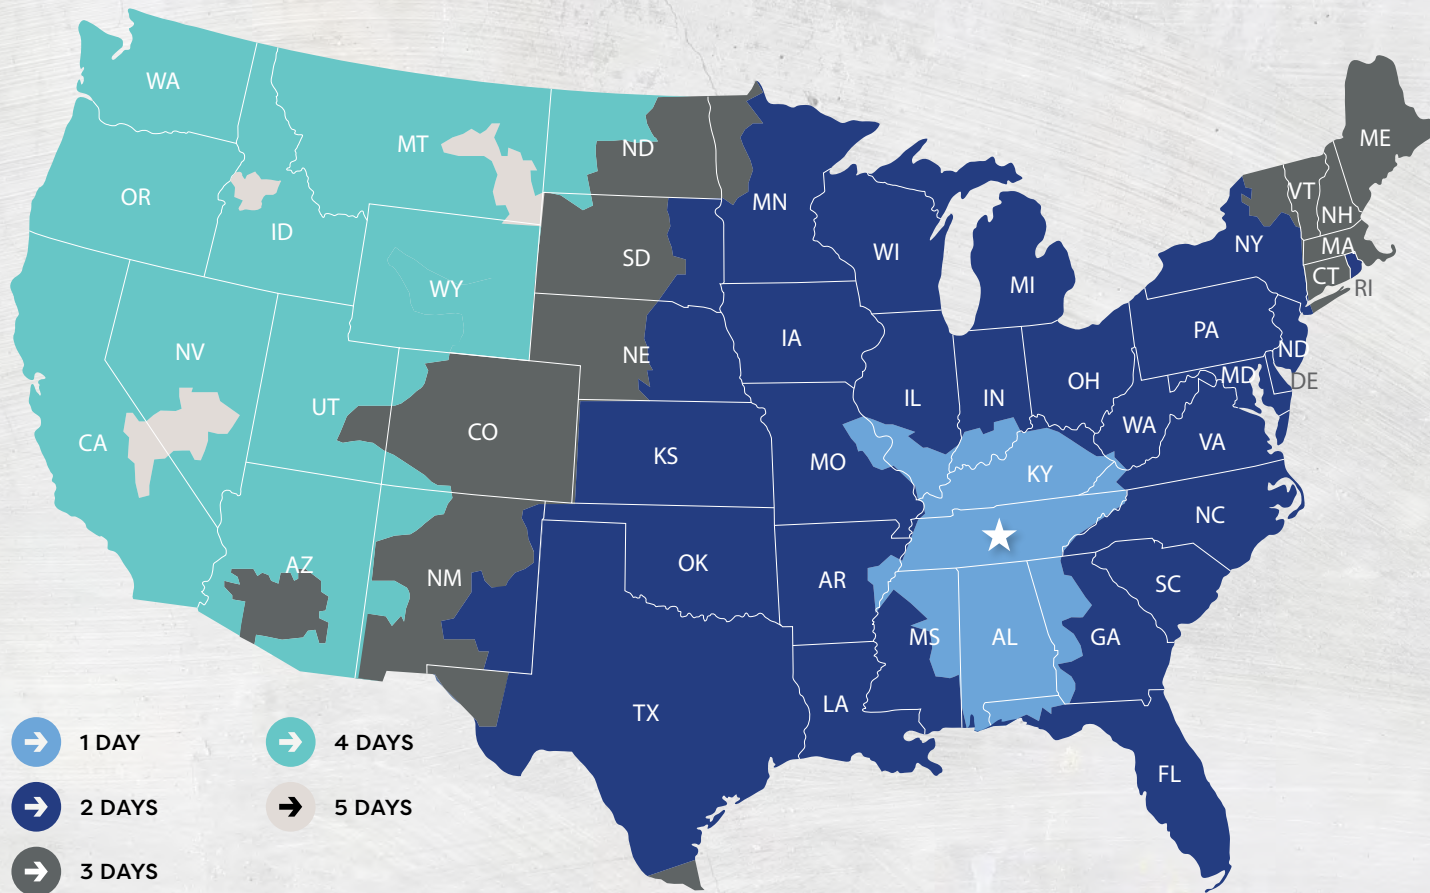 WA
MT
ND
ME
OR
ID
MN
VT
NH
SD
WI
NY
MA
WY
MI
CT
RI
NV
NE
IA
PA
ND
UT
OH
MD
DE
CA
CO
IL
IN
WA
VA
KS
MO
KY
NC
AZ
NM
OK
AR
SC
MS
AL
GA
TX
LA
FL
1 DAY
2 DAYS
3 DAYS
4 DAYS
5 DAYS